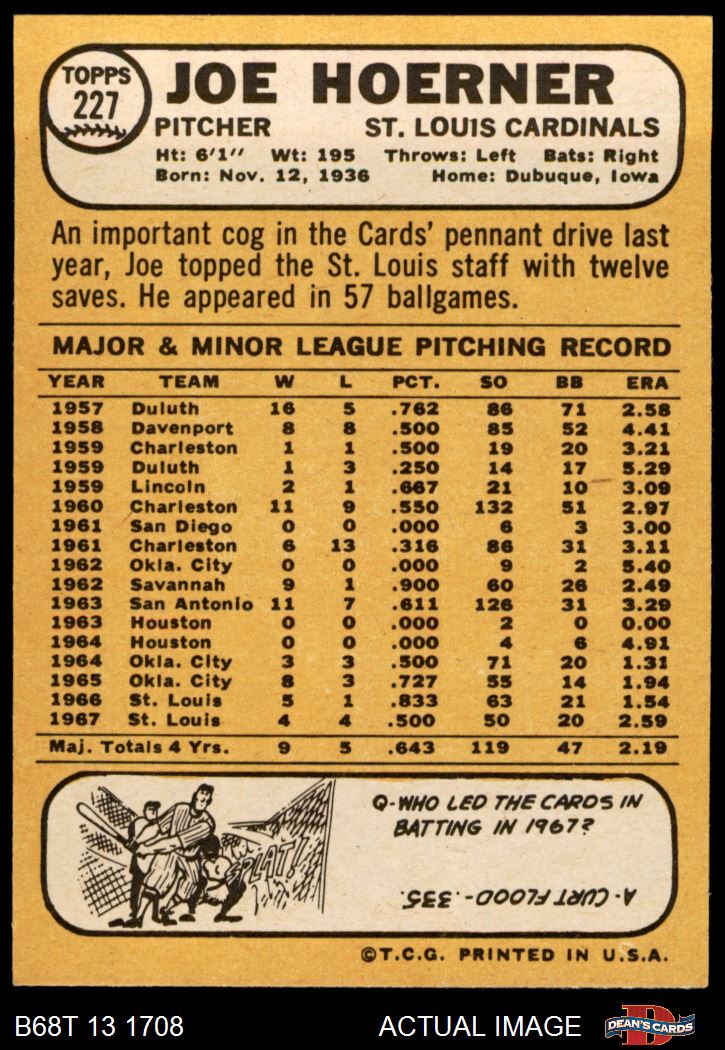 TOPPS
227
JOE HOERNER
PITCHER ST. LOUIS CARDINALS
Ht: 6'1" Wt: 195 Throws: Left Bats: Right
Born: Nov. 12, 1936 Home: Dubuque, Iowa
An important cog in the Cards' pennant drive last
year, Joe topped the St. Louis staff with twelve
saves. He appeared in 57 ballgames.
MAJOR & MINOR LEAGUE PITCHING RECORD
YEAR TEAM W L PCT. SO BB ERA
1957 Duluth 16 5 .762 86 71 2.58
1958 Davenport 8 8 .500 85 52 4.41
1959 Charleston 1 1 .500 19 20 3.21
1959 Duluth 1 3 .250 14 17 5.29
1959 Lincoln 2 1 .667 21 10 3.09
1960 Charleston 11 9 .550 132 51 2.97
1961 San Diego 0 0 .000 6 3 3.00
1961 Charleston 6 13 .316 86 31 3.11
1962 Okla. City 0 0 .000 9 2 5.40
1962 Savannah 9 1 .900 60 26 2.49
1963 San Antonio 11 7 .611 126 31 3.29
1963 Houston 0 0 .000 2 0 0.00
1964 Houston 0 0 .000 4 6 4.91
1964 Okla. City 3 3 .500 71 20 1.31
1965 Okla. City 8 3 .727 55 14 1.94
1966 St. Louis 5 1 .833 63 21 1.54
1967 St. Louis 4 4 .500 50 20 2.59
Maj. Totals 4 Yrs. 9 5 .643 119 47 2.19
SPLAT!
Q-WHO LED THE CARDS IN
BATTING IN 1967?
A-CURT FLOOD-.335.
©T.C.G. PRINTED IN U.S.A.
B68T 13 1708 ACTUAL IMAGE
D
DEAN'S CARDS